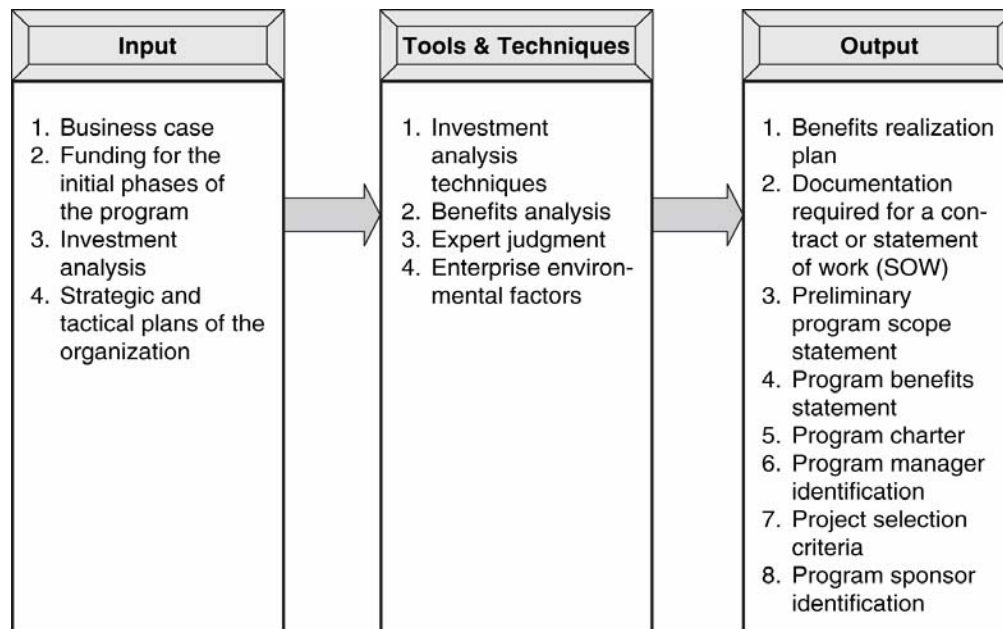 Input
1. Business case
2. Funding for the
initial phases of
the program
3. Investment
analysis
4. Strategic and
tactical plans of the
organization
Tools & Techniques
1. Investment
analysis
techniques
2. Benefits analysis
3. Expert judgment
4. Enterprise environ-
mental factors
Output
1. Benefits realization
plan
2. Documentation
required for a con-
tract or statement
of work (SOW)
3. Preliminary
program scope
statement
4. Program benefits
statement
5. Program charter
6. Program manager
identification
7. Project selection
criteria
8. Program sponsor
identification